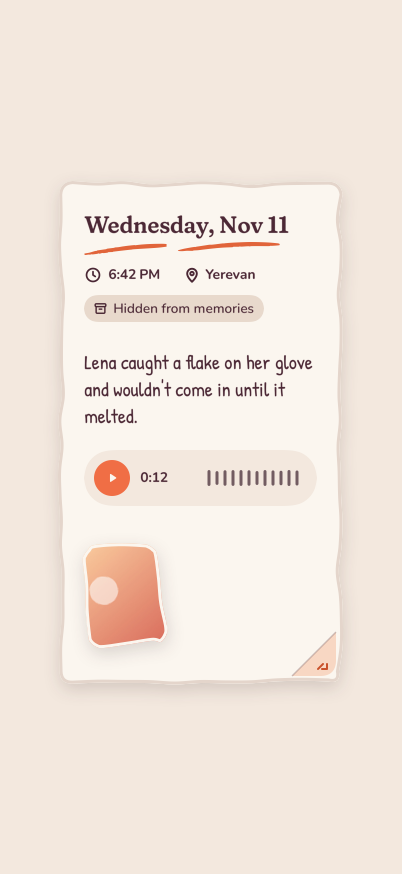 Wednesday, Nov 11
6:42 PM Yerevan
Hidden from memories
Lena caught a flake on her glove
and wouldn't come in until it
melted.
0:12